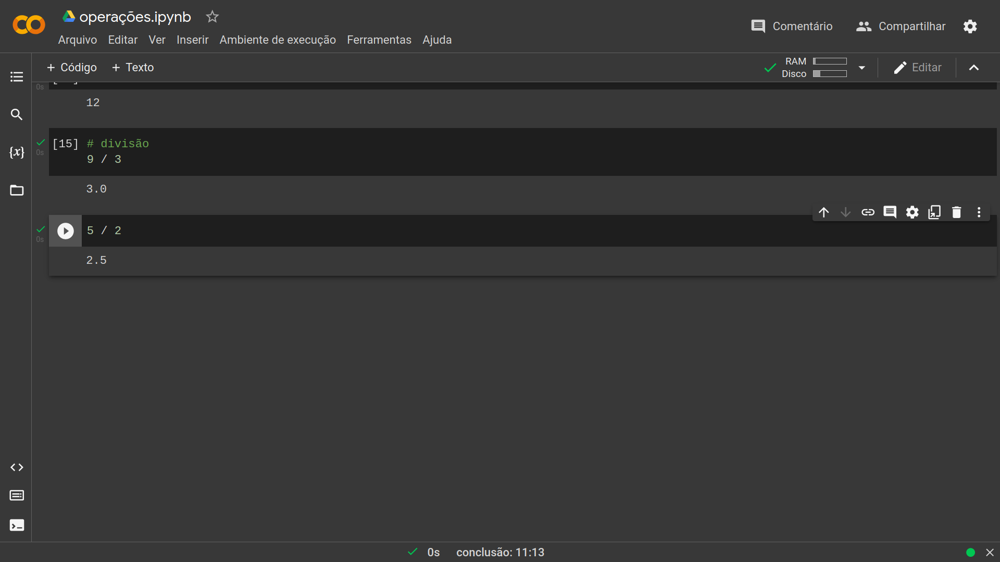 operações.ipynb
Arquivo Editar Ver Inserir Ambiente de execução Ferramentas Ajuda
Comentário Compartilhar
+ Código + Texto
RAM
Disco
Editar
0s
12
[15] # divisão
0s
9 / 3
3.0
5 / 2
0s
2.5
{x}
0s conclusão: 11:13